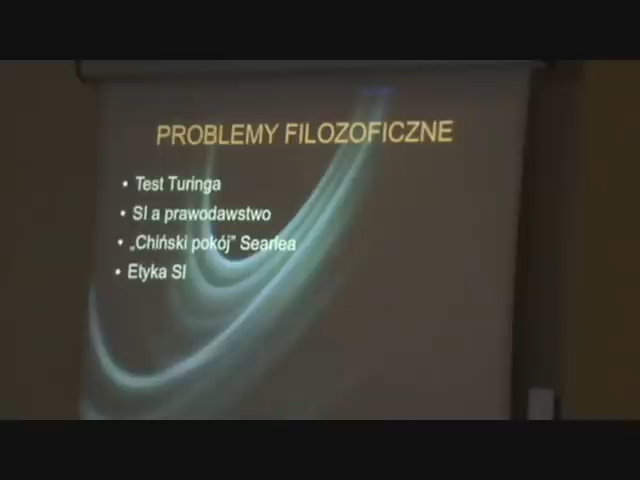 PROBLEMY FILOZOFICZNE
• Test Turinga
• SI a prawodawstwo
• „Chiński pokój” Searlea
• Etyka SI